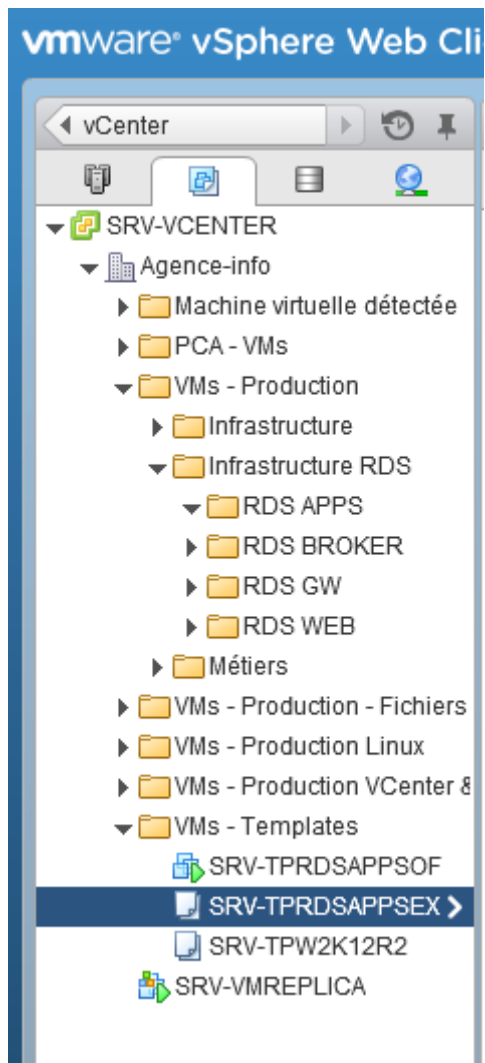 vmware® vSphere Web Cli
vCenter
SRV-VCENTER
Agence-info
Machine virtuelle détectée
PCA - VMs
VMs - Production
Infrastructure
Infrastructure RDS
RDS APPS
RDS BROKER
RDS GW
RDS WEB
Métiers
VMs - Production - Fichiers
VMs - Production Linux
VMs - Production VCenter &
VMs - Templates
SRV-TPRDSAPPSOF
SRV-TPRDSAPPSEX
SRV-TPW2K12R2
SRV-VMREPLICA